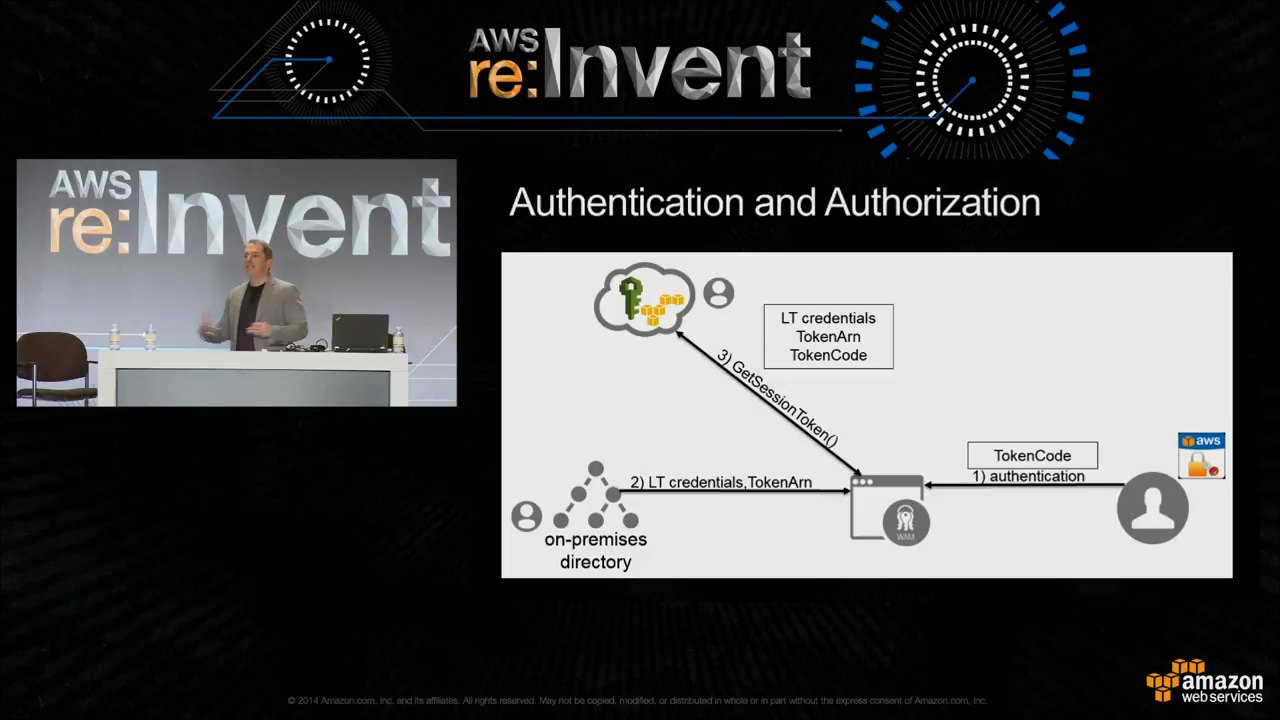 AWS
re:Invent
AWS
re:Invent
Authentication and Authorization
LT credentials
TokenArn
TokenCode
3) GetSessionToken()
aws
TokenCode
1) authentication
2) LT credentials,TokenArn
WAM
on-premises
directory
amazon
web services
© 2014 Amazon.com, Inc. and its affiliates. All rights reserved. May not be copied, modified, or distributed in whole or in part without the express consent of Amazon.com, Inc.